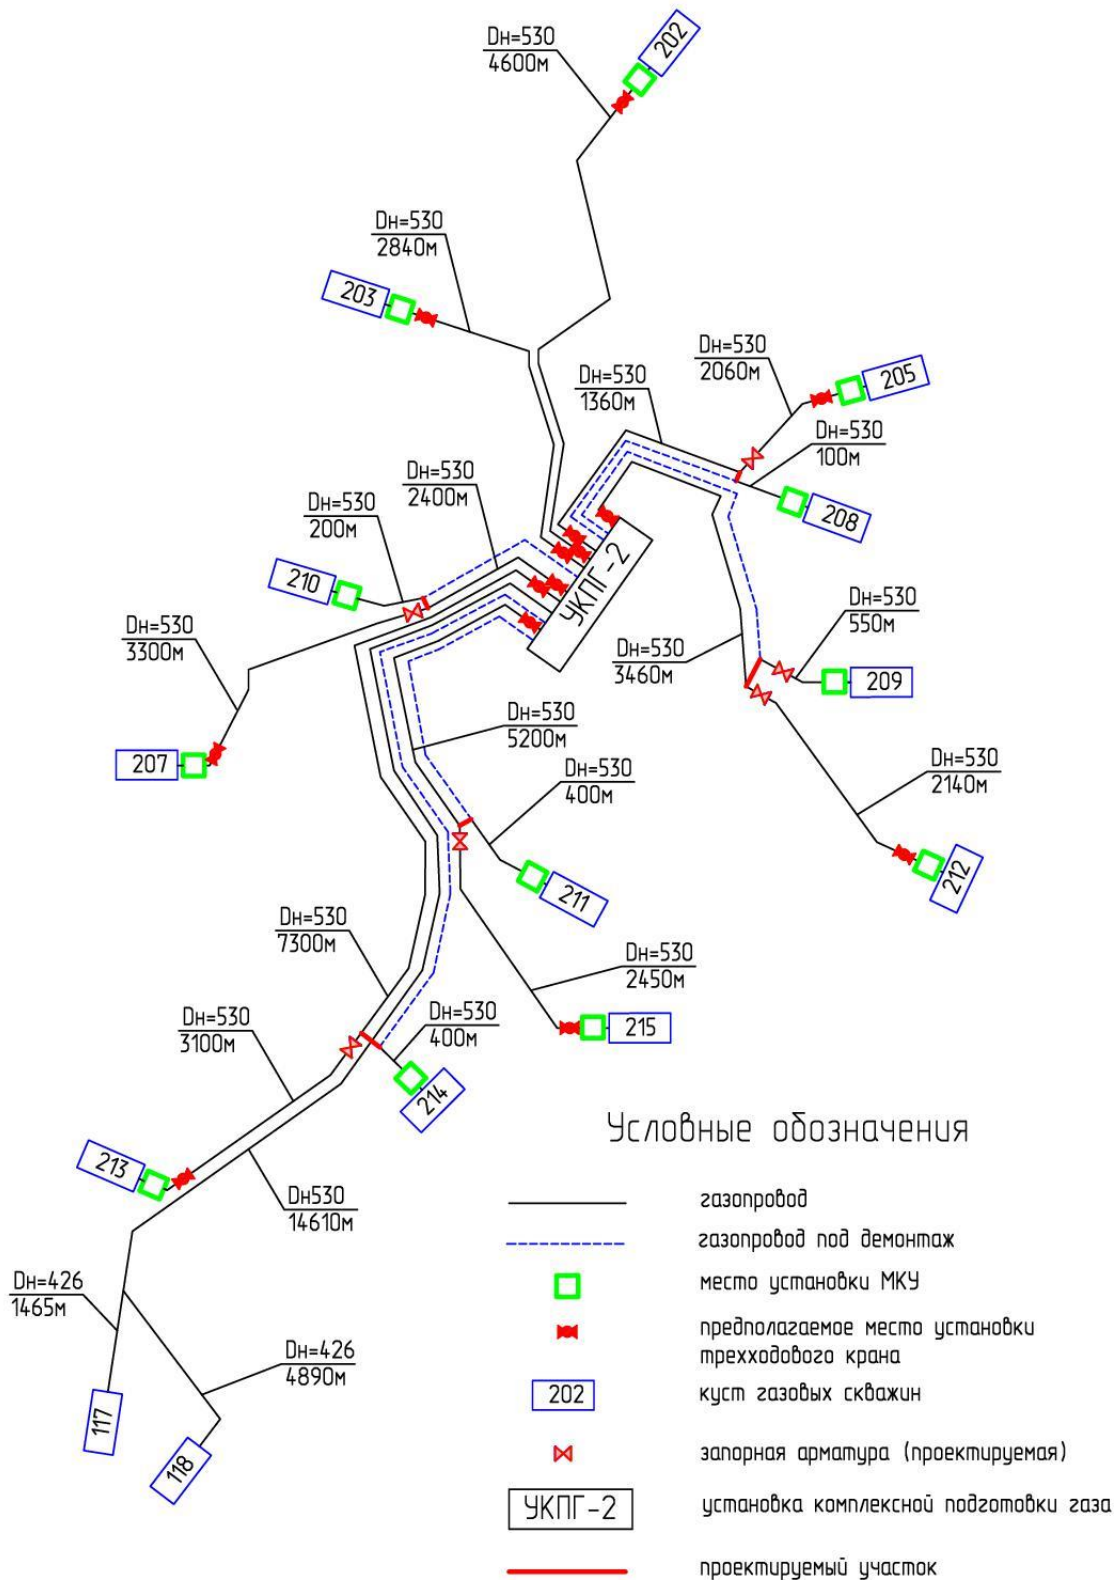 Dн=530
4600м
202
Dн=530
2840м
203
Dн=530
2060м
205
Dн=530
1360м
Dн=530
100м
208
Dн=530
2400м
Dн=530
200м
210
УКПГ-2
Dн=530
3300м
Dн=530
550м
209
Dн=530
3460м
207
Dн=530
5200м
Dн=530
400м
Dн=530
2140м
212
211
Dн=530
7300м
Dн=530
2450м
215
Dн=530
3100м
Dн=530
400м
214
213
Dн530
14610м
Dн=426
1465м
Dн=426
4890м
117
118
Условные обозначения
газопровод
газопровод под демонтаж
место установки МКУ
предполагаемое место установки
трехходового крана
202
куст газовых скважин
запорная арматура (проектируемая)
УКПГ-2
установка комплексной подготовки газа
проектируемый участок